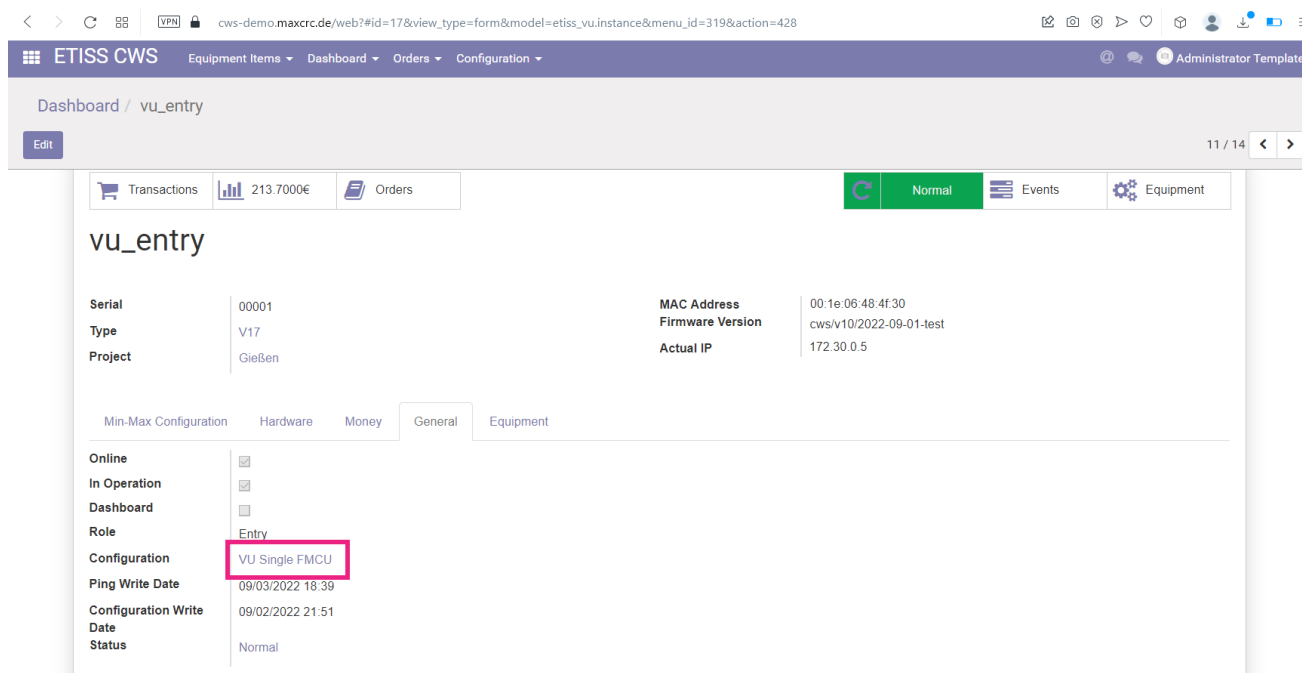 VPN cws-demo.maxcrc.de/web?#id=17&view_type=form&model=etiss_vu.instance&menu_id=319&action=428
ETISS CWS Equipment Items Dashboard Orders Configuration @ Administrator Template
Dashboard / vu_entry
Edit 11 / 14
Transactions 213.7000€ Orders Normal Events Equipment
vu_entry
Serial 00001 MAC Address 00:1e:06:48:4f:30
Type V17 Firmware Version cws/v10/2022-09-01-test
Project Gießen Actual IP 172.30.0.5
Min-Max Configuration Hardware Money General Equipment
Online
In Operation
Dashboard
Role Entry
Configuration VU Single FMCU
Ping Write Date 09/03/2022 18:39
Configuration Write 09/02/2022 21:51
Date
Status Normal